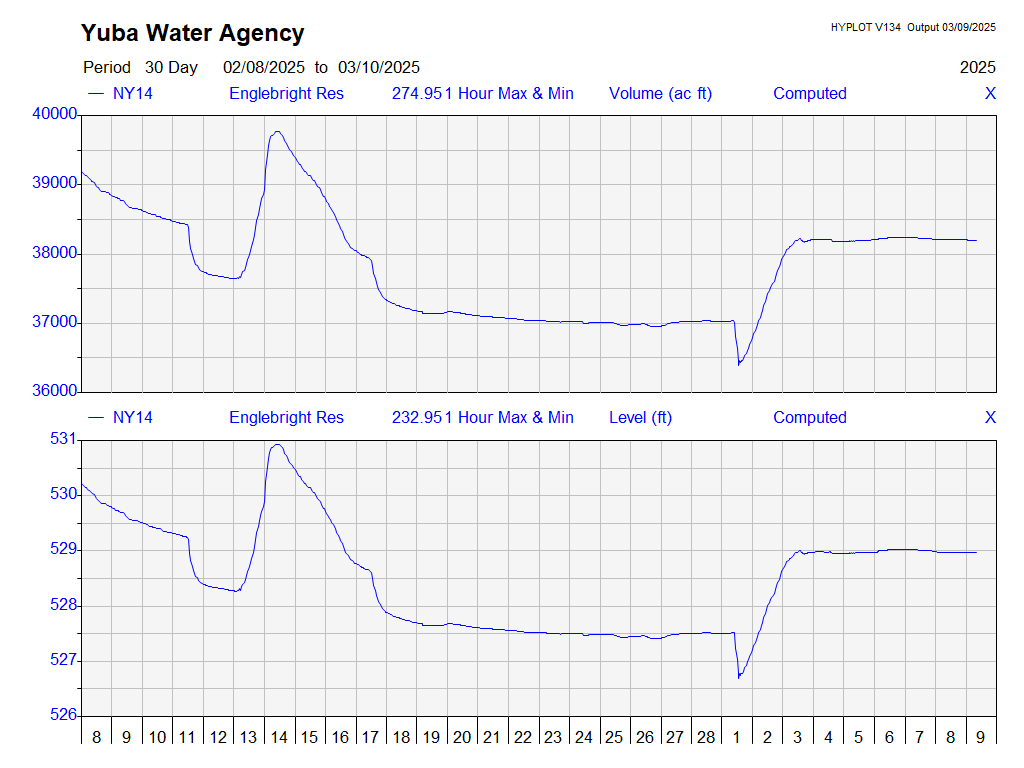 Yuba Water Agency
HYPLOT V134 Output 03/09/2025
Period 30 Day 02/08/2025 to 03/10/2025 2025
NY14 Englebright Res 274.951 Hour Max & Min Volume (ac ft) Computed X
40000
39000
38000
37000
36000
NY14 Englebright Res 232.951 Hour Max & Min Level (ft) Computed X
531
530
529
528
527
526
8 9 10 11 12 13 14 15 16 17 18 19 20 21 22 23 24 25 26 27 28 1 2 3 4 5 6 7 8 9